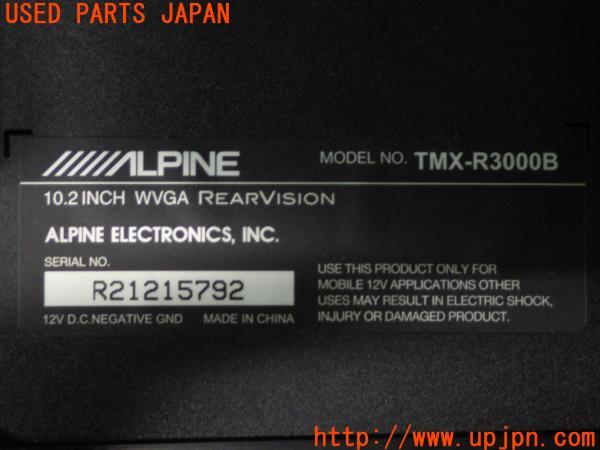 USED PARTS JAPAN
ALPINE
MODEL NO. TMX-R3000B
10.2 INCH WVGA REARVISION
ALPINE ELECTRONICS, INC.
SERIAL NO.
R21215792
12V D.C.NEGATIVE GND MADE IN CHINA
USE THIS PRODUCT ONLY FOR
MOBILE 12V APPLICATIONS OTHER
USES MAY RESULT IN ELECTRIC SHOCK,
INJURY OR DAMAGED PRODUCT.
http://www.upjpn.com